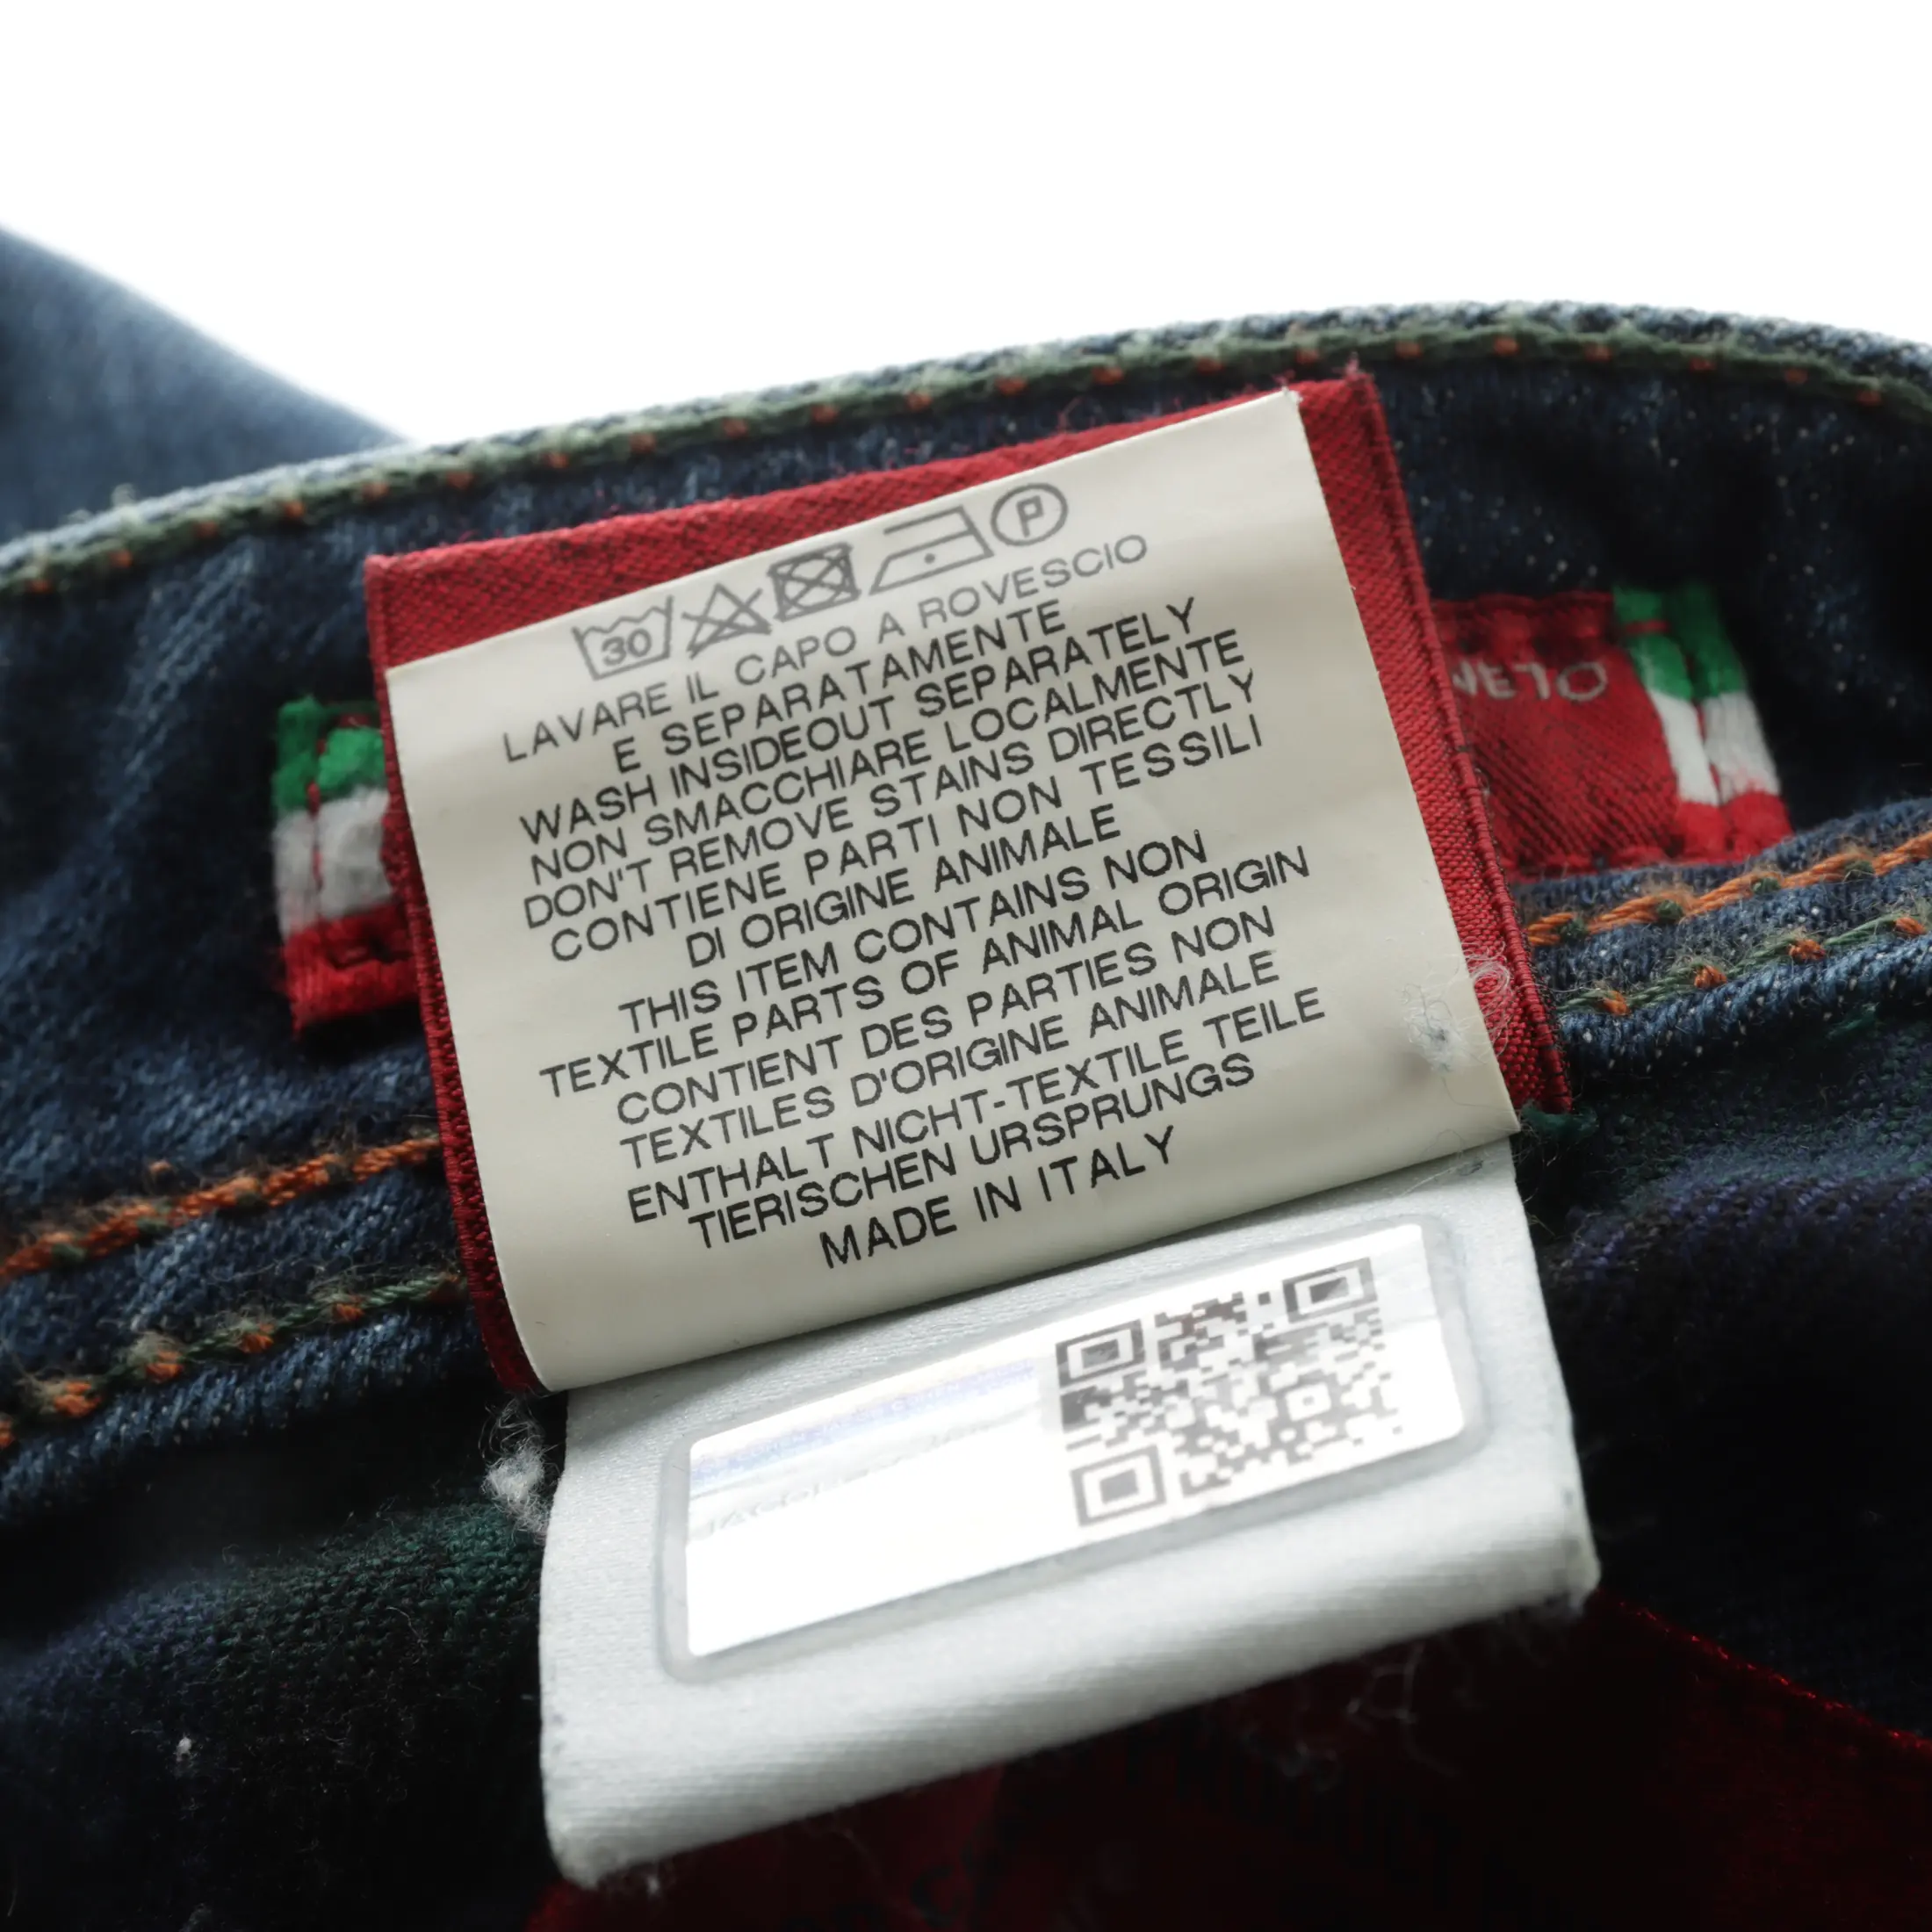 30
P
LAVARE IL CAPO A ROVESCIO
E SEPARATAMENTE
WASH INSIDEOUT SEPARATELY
NON SMACCHIARE LOCALMENTE
DON'T REMOVE STAINS DIRECTLY
CONTIENE PARTI NON TESSILI
DI ORIGINE ANIMALE
THIS ITEM CONTAINS NON
TEXTILE PARTS OF ANIMAL ORIGIN
CONTIENT DES PARTIES NON
TEXTILES D'ORIGINE ANIMALE
ENTHALT NICHT-TEXTILE TEILE
TIERISCHEN URSPRUNGS
MADE IN ITALY